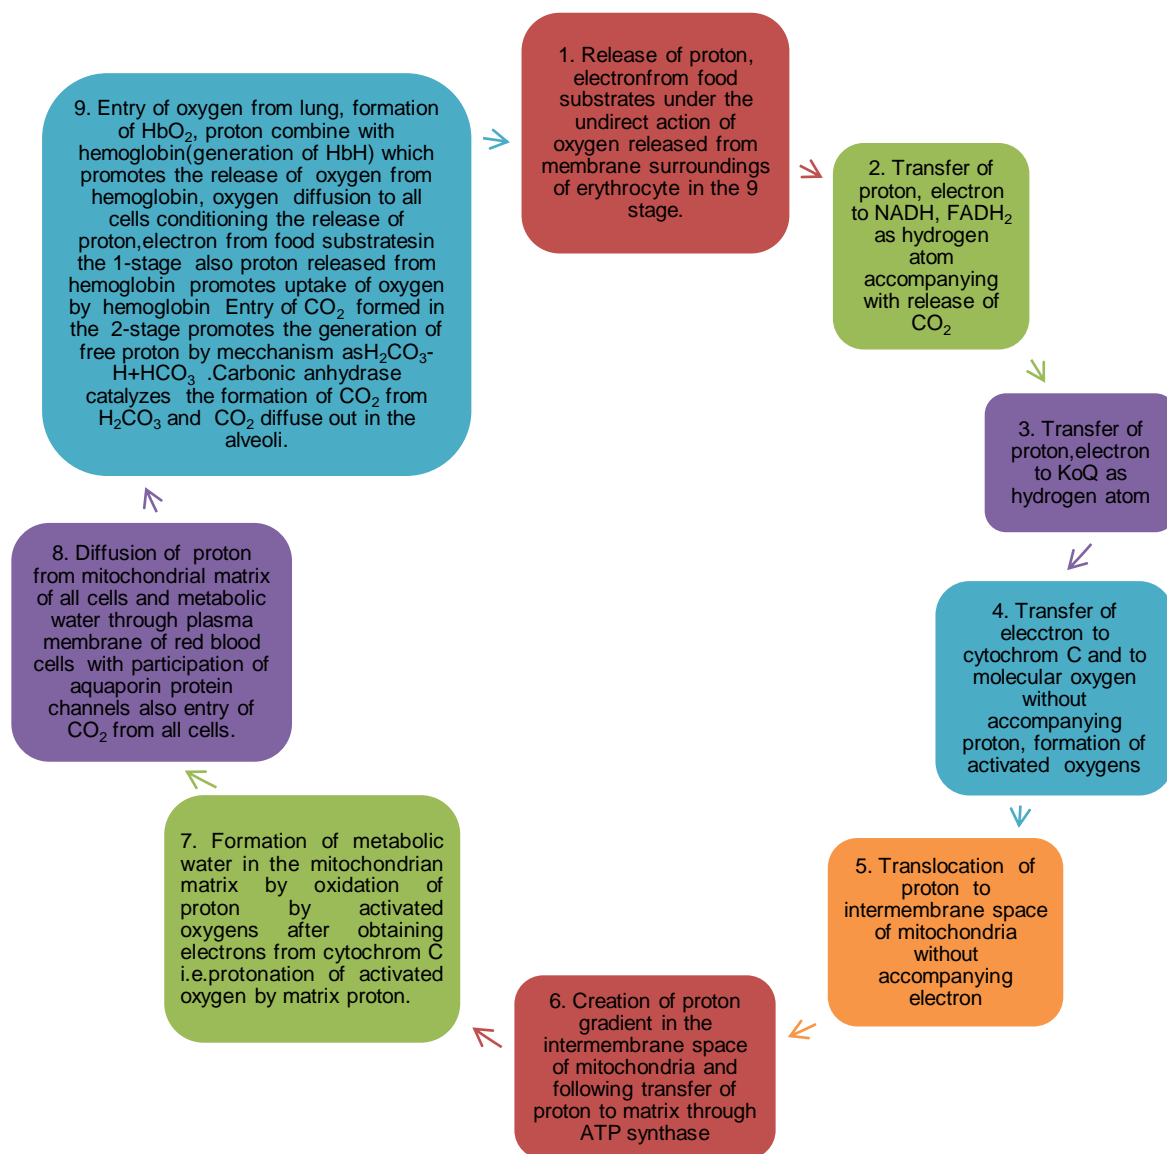 1. Release of proton,
electronfrom food
substrates under the
undirect action of
oxygen released from
membrane surroundings
of erythrocyte in the 9
stage.
2. Transfer of
proton, electron
to NADH, FADH₂
as hydrogen
atom
accompanying
with release of
CO₂
3. Transfer of
proton,electron
to KoQ as
hydrogen atom
4. Transfer of
elecctron to
cytochrom C and to
molecular oxygen
without
accompanying
proton, formation of
activated oxygens
5. Translocation of
proton to
intermembrane space
of mitochondria
without
accompanying
electron
6. Creation of proton
gradient in the
intermembrane space
of mitochondria and
following transfer of
proton to matrix through
ATP synthase
7. Formation of metabolic
water in the mitochondrian
matrix by oxidation of
proton by activated
oxygens after obtaining
electrons from cytochrom C
i.e.protonation of activated
oxygen by matrix proton.
8. Diffusion of proton
from mitochondrial matrix
of all cells and metabolic
water through plasma
membrane of red blood
cells with participation of
aquaporin protein
channels also entry of
CO₂ from all cells.
9. Entry of oxygen from lung, formation
of HbO₂, proton combine with
hemoglobin(generation of HbH) which
promotes the release of oxygen from
hemoglobin, oxygen diffusion to all
cells conditioning the release of
proton,electron from food substratesin
the 1-stage also proton released from
hemoglobin promotes uptake of oxygen
by hemoglobin Entry of CO₂ formed in
the 2-stage promotes the generation of
free proton by mecchanism asH₂CO₃-
H+HCO₃ .Carbonic anhydrase
catalyzes the formation of CO₂ from
H₂CO₃ and CO₂ diffuse out in the
alveoli.